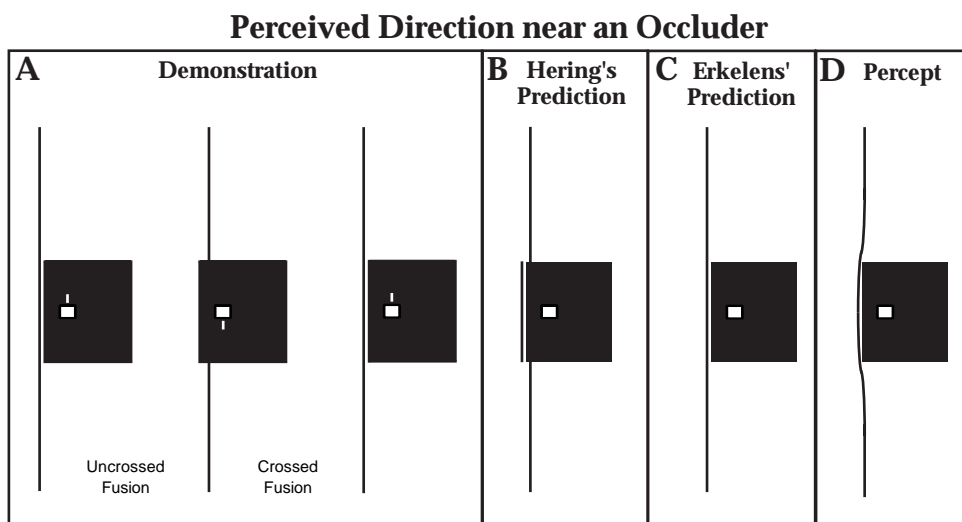 Perceived Direction near an Occluder
A
Demonstration
Uncrossed
Fusion
Crossed
Fusion
B
Hering's
Prediction
C
Erkelens'
Prediction
D
Percept